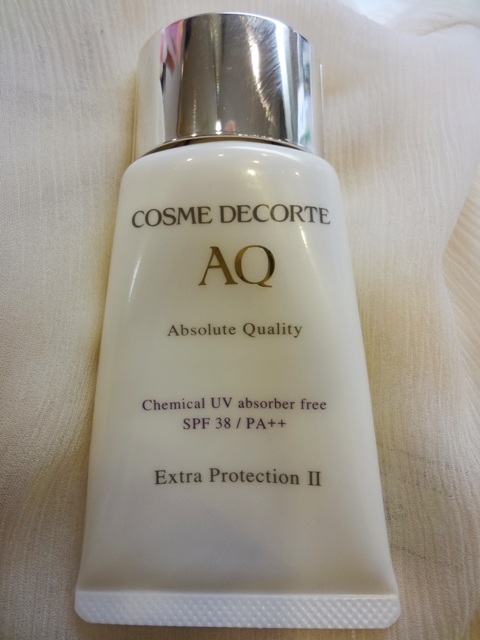 COSME DECORTE
AQ
Absolute Quality
Chemical UV absorber free
SPF 38 / PA++
Extra Protection II